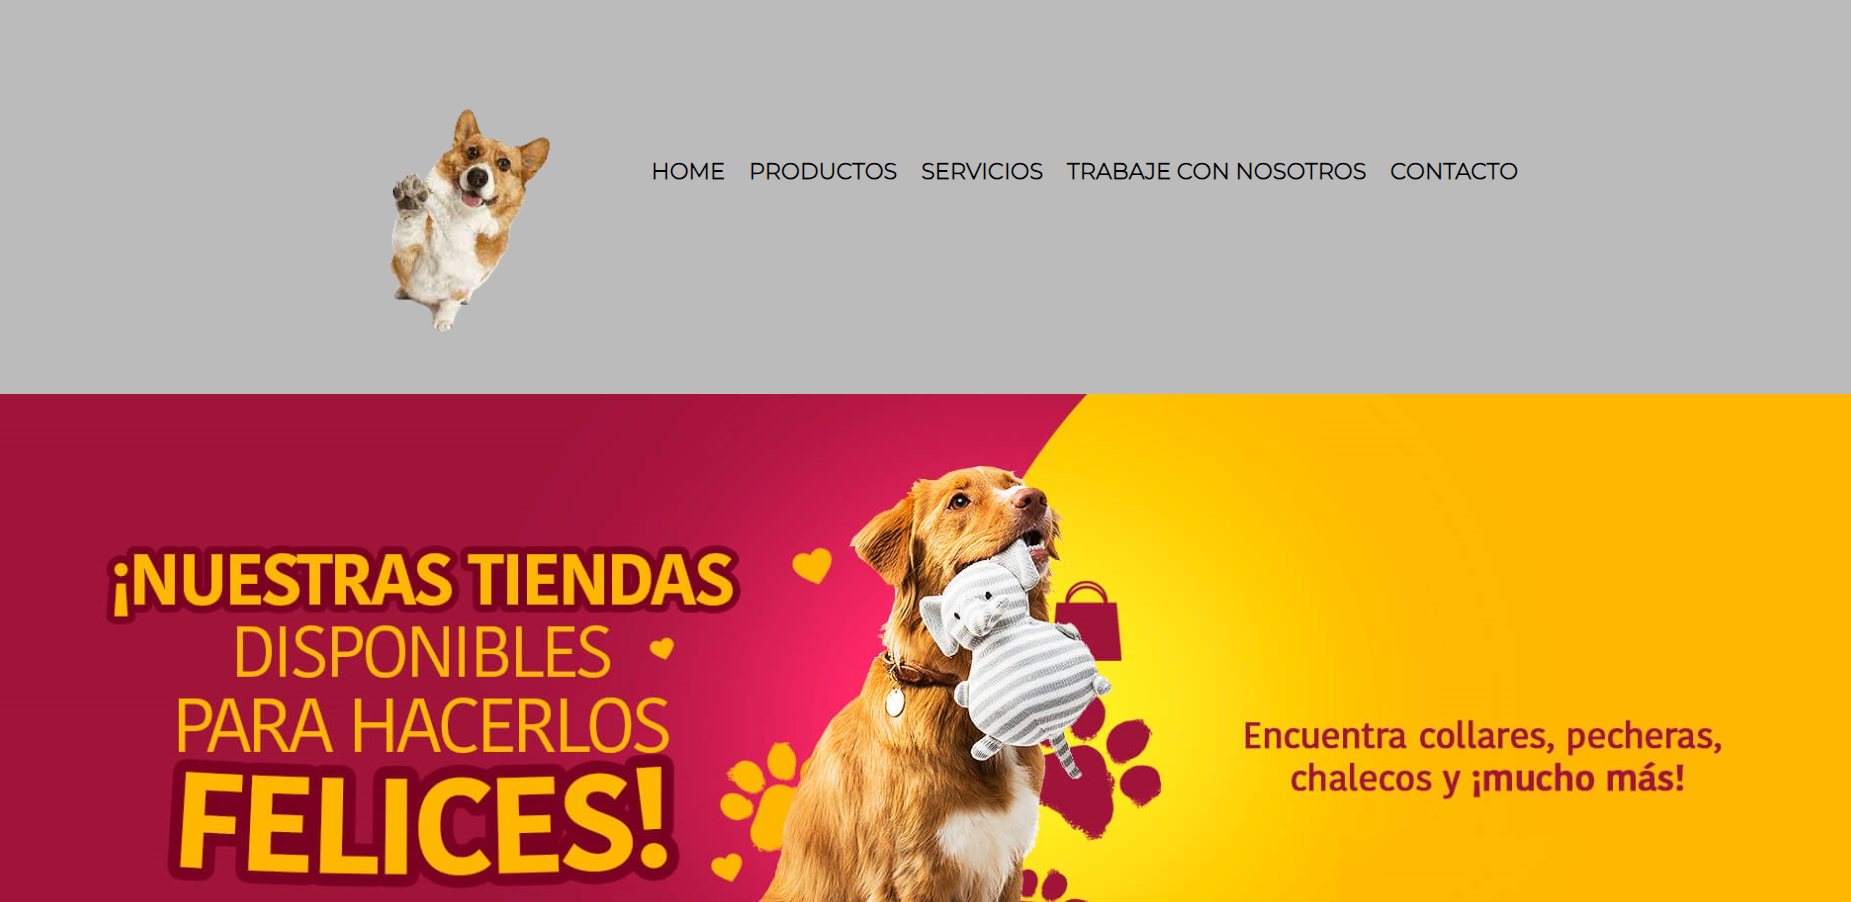 HOME PRODUCTOS SERVICIOS TRABAJE CON NOSOTROS CONTACTO
¡NUESTRAS TIENDAS
DISPONIBLES
PARA HACERLOS
FELICES!
Encuentra collares, pecheras,
chalecos y ¡mucho más!